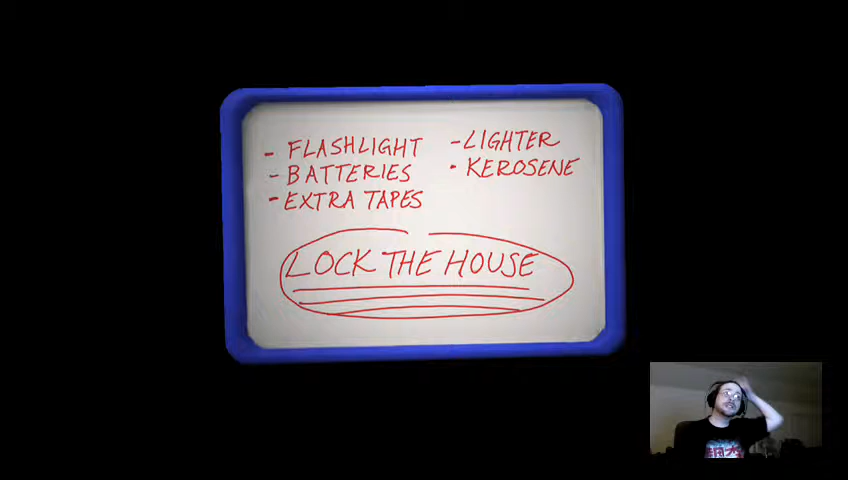 - FLASHLIGHT
- BATTERIES
- EXTRA TAPES
- LIGHTER
- KEROSENE
LOCK THE HOUSE